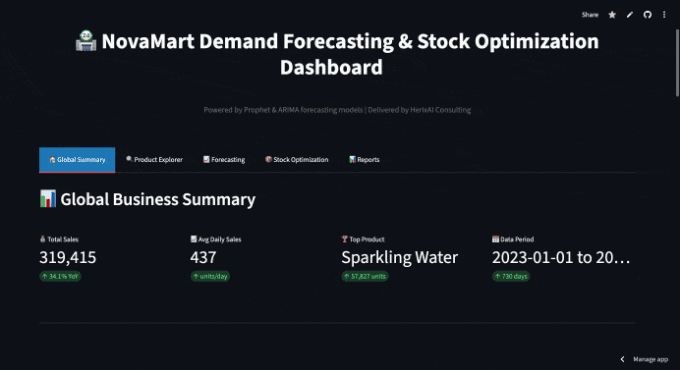 Share
NovaMart Demand Forecasting & Stock Optimization
Dashboard
Powered by Prophet & ARIMA forecasting models | Delivered by HerixAI Consulting
Global Summary
Product Explorer
Forecasting
Stock Optimization
Reports
Global Business Summary
Total Sales
319,415
↑ 34.1% YoY
Avg Daily Sales
437
↑ units/day
Top Product
Sparkling Water
↑ 57,827 units
Data Period
2023-01-01 to 20…
↑ 730 days
Manage app